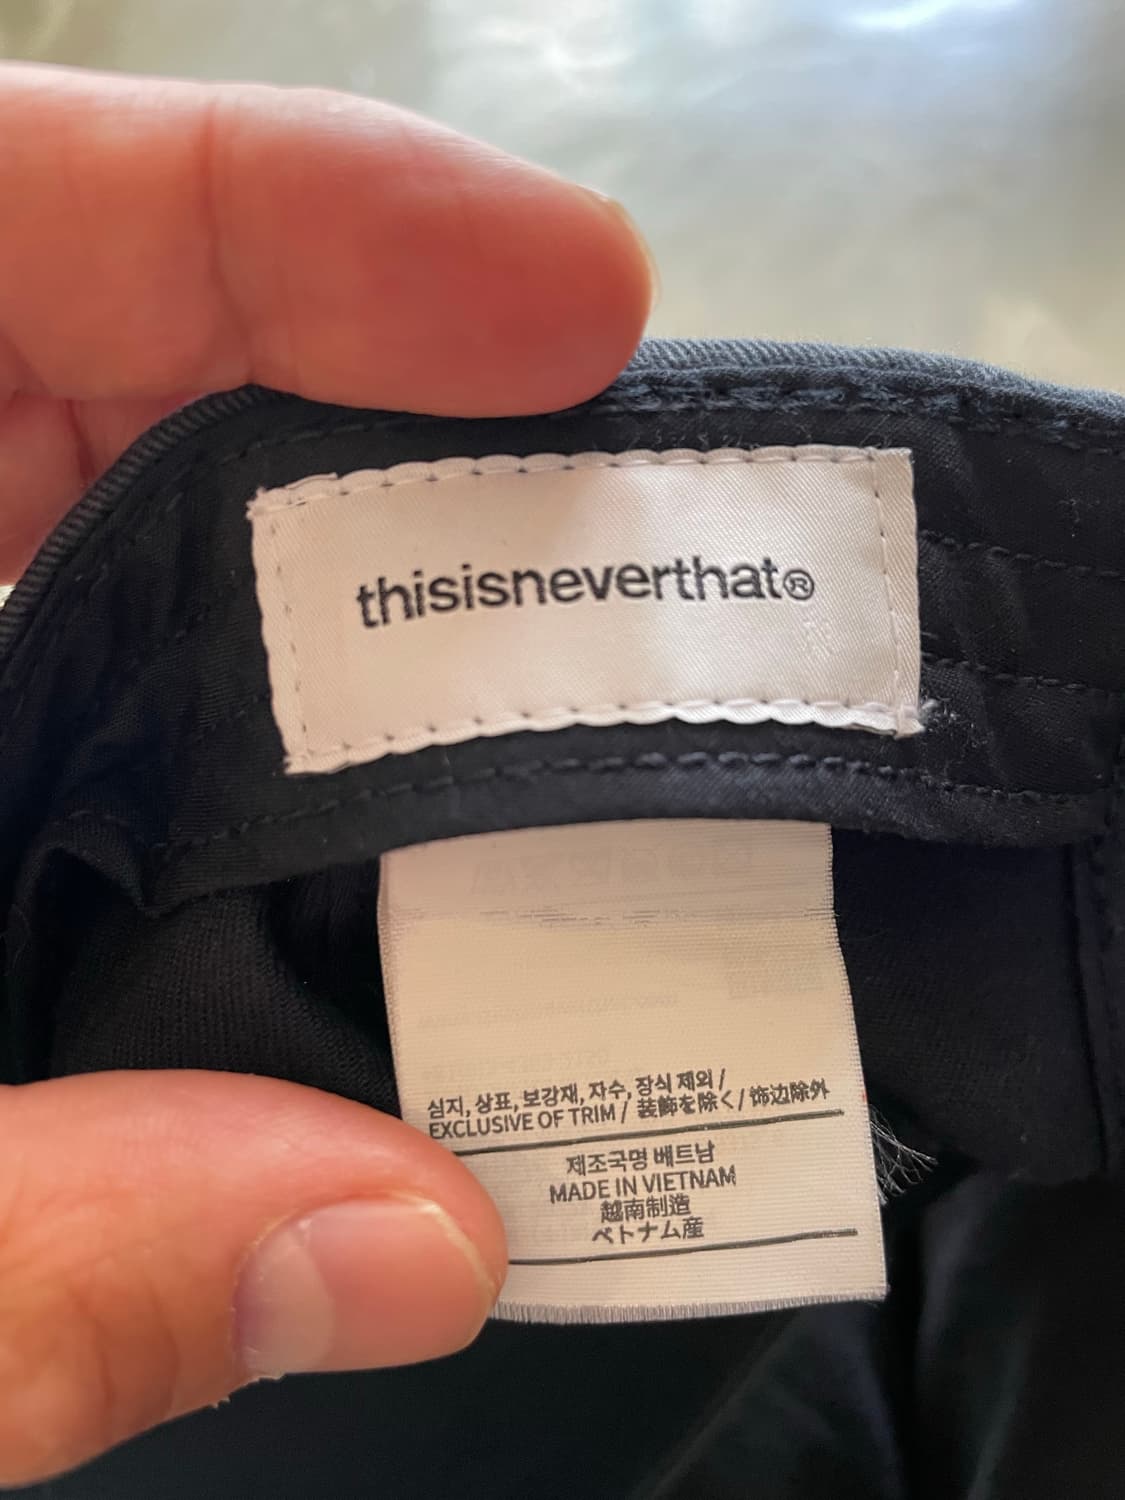 thisisneverthat®
심지, 상표, 보강재, 자수, 장식 제외 /
EXCLUSIVE OF TRIM / 装飾を除く / 饰边除外
제조국명 베트남
MADE IN VIETNAM
越南制造
ベトナム産